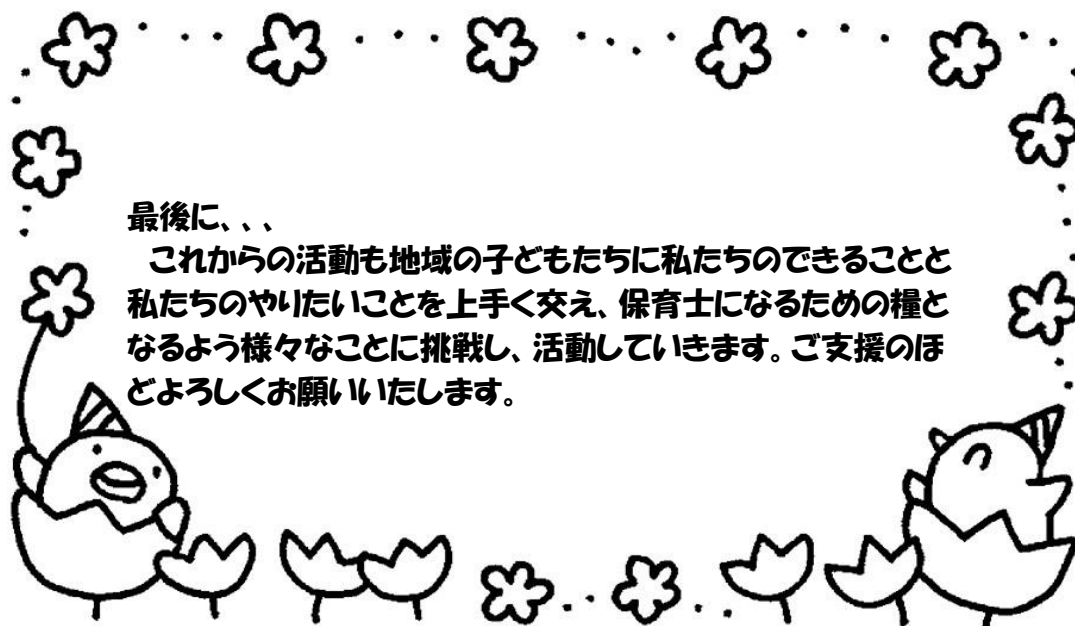 最後に、、、
　これからの活動も地域の子どもたちに私たちのできることと
私たちのやりたいことを上手く交え、保育士になるための糧と
なるよう様々なことに挑戦し、活動していきます。ご支援のほ
どよろしくお願いいたします。